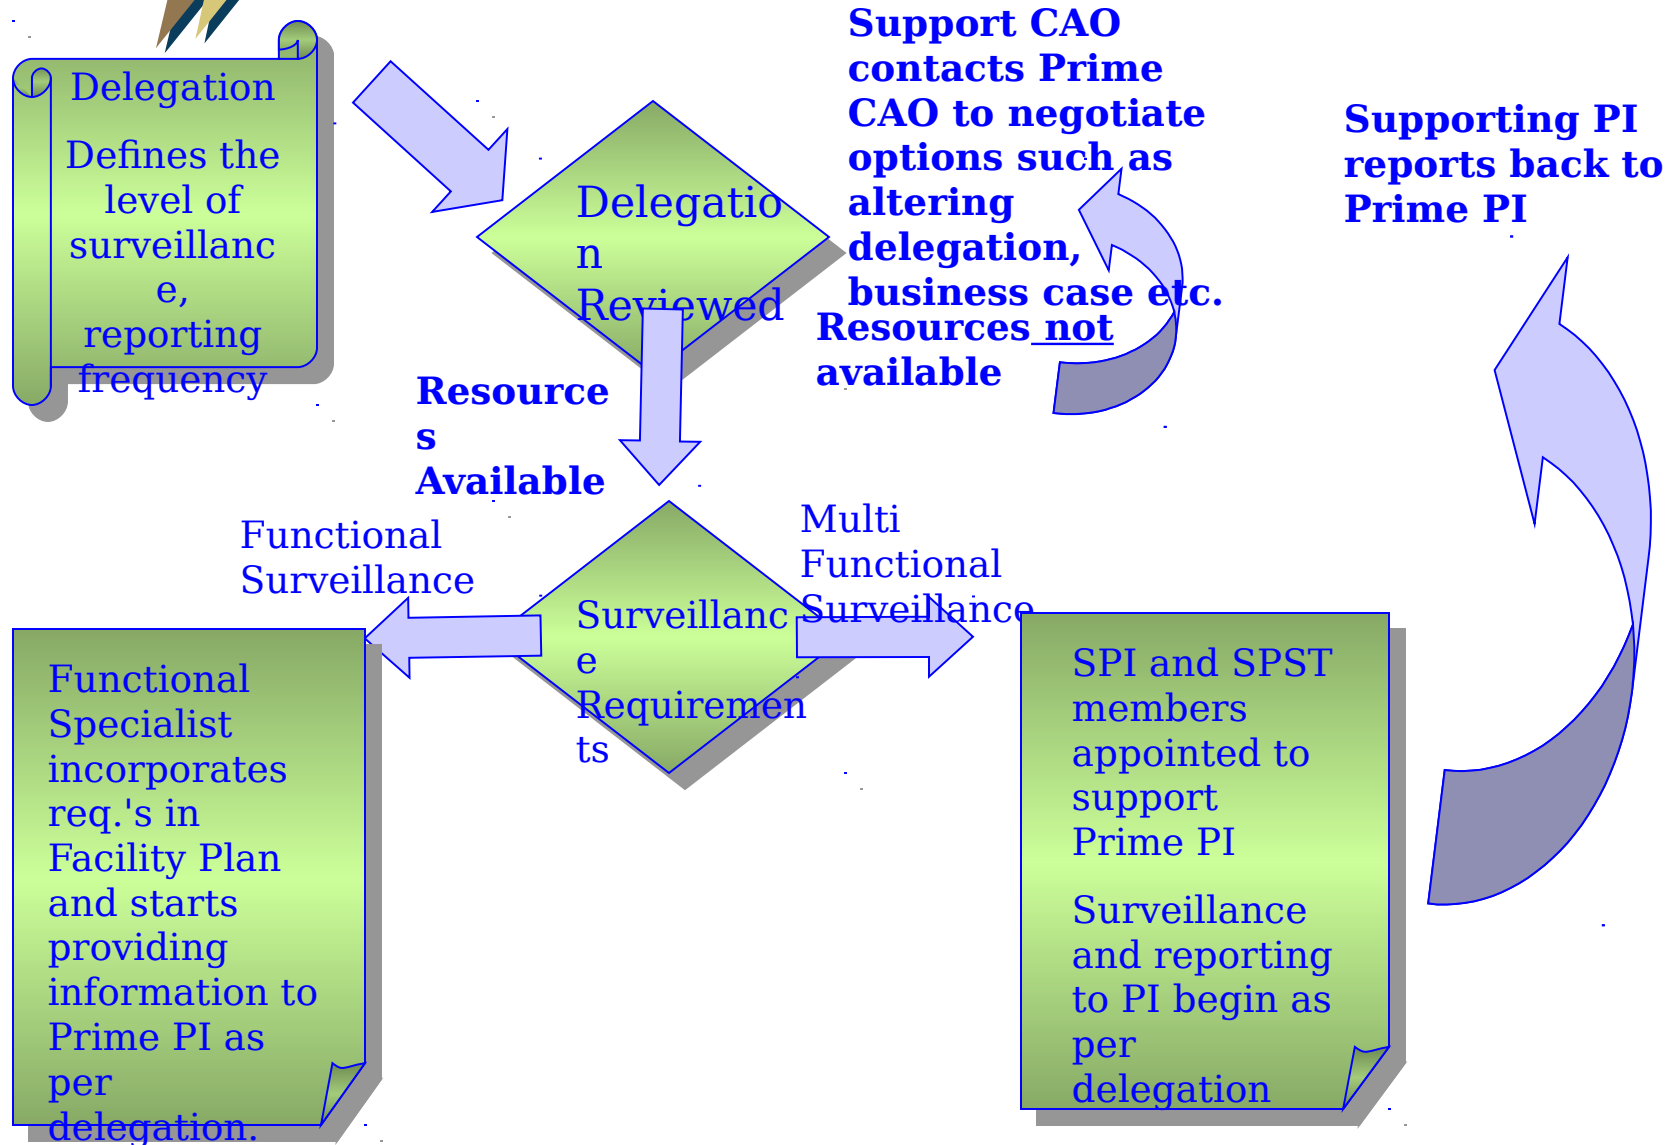 Delegation
Defines the
level of
surveillanc
e,
reporting
frequency
Delegatio
n
Reviewed
Support CAO
contacts Prime
CAO to negotiate
options such as
altering
delegation,
business case etc.
Resources not
available
Supporting PI
reports back to
Prime PI
Resource
s
Available
Functional
Surveillance
Surveillanc
e
Requiremen
ts
Multi
Functional
Surveillance
Functional
Specialist
incorporates
req.'s in
Facility Plan
and starts
providing
information to
Prime PI as
per
delegation.
SPI and SPST
members
appointed to
support
Prime PI
Surveillance
and reporting
to PI begin as
per
delegation